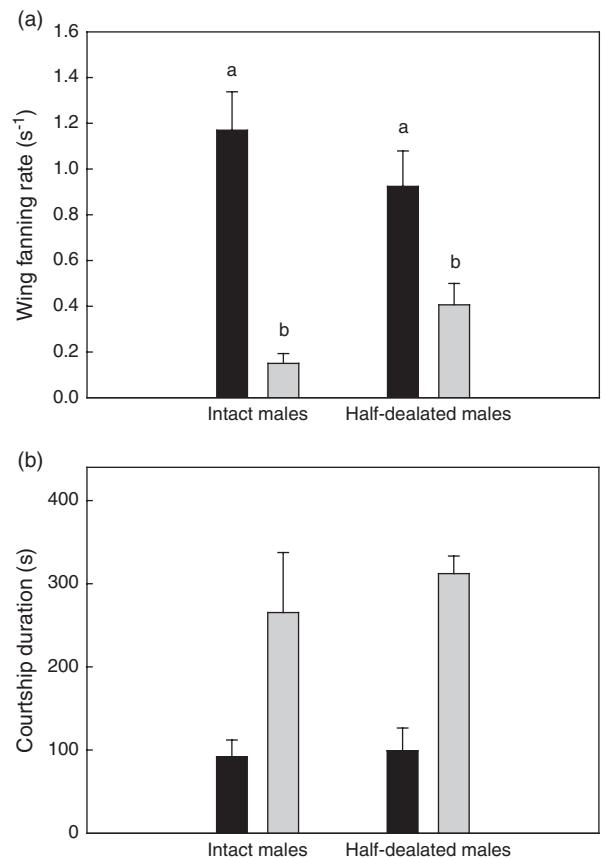 (a)
Wing fanning rate (s⁻¹)
1.6
1.4
1.2
1.0
0.8
0.6
0.4
0.2
0.0
a
b
a
b
Intact males
Half-dealated males
(b)
Courtship duration (s)
400
300
200
100
0
Intact males
Half-dealated males